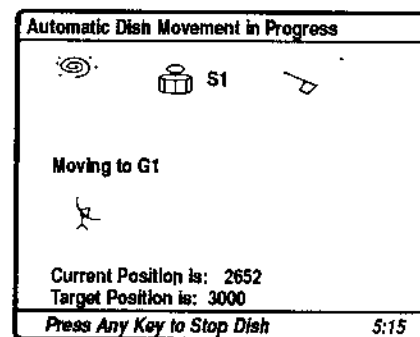 Automatic Dish Movement in Progress
S1
Moving to G1
Current Position is: 2652
Target Position is: 3000
Press Any Key to Stop Dish 5:15